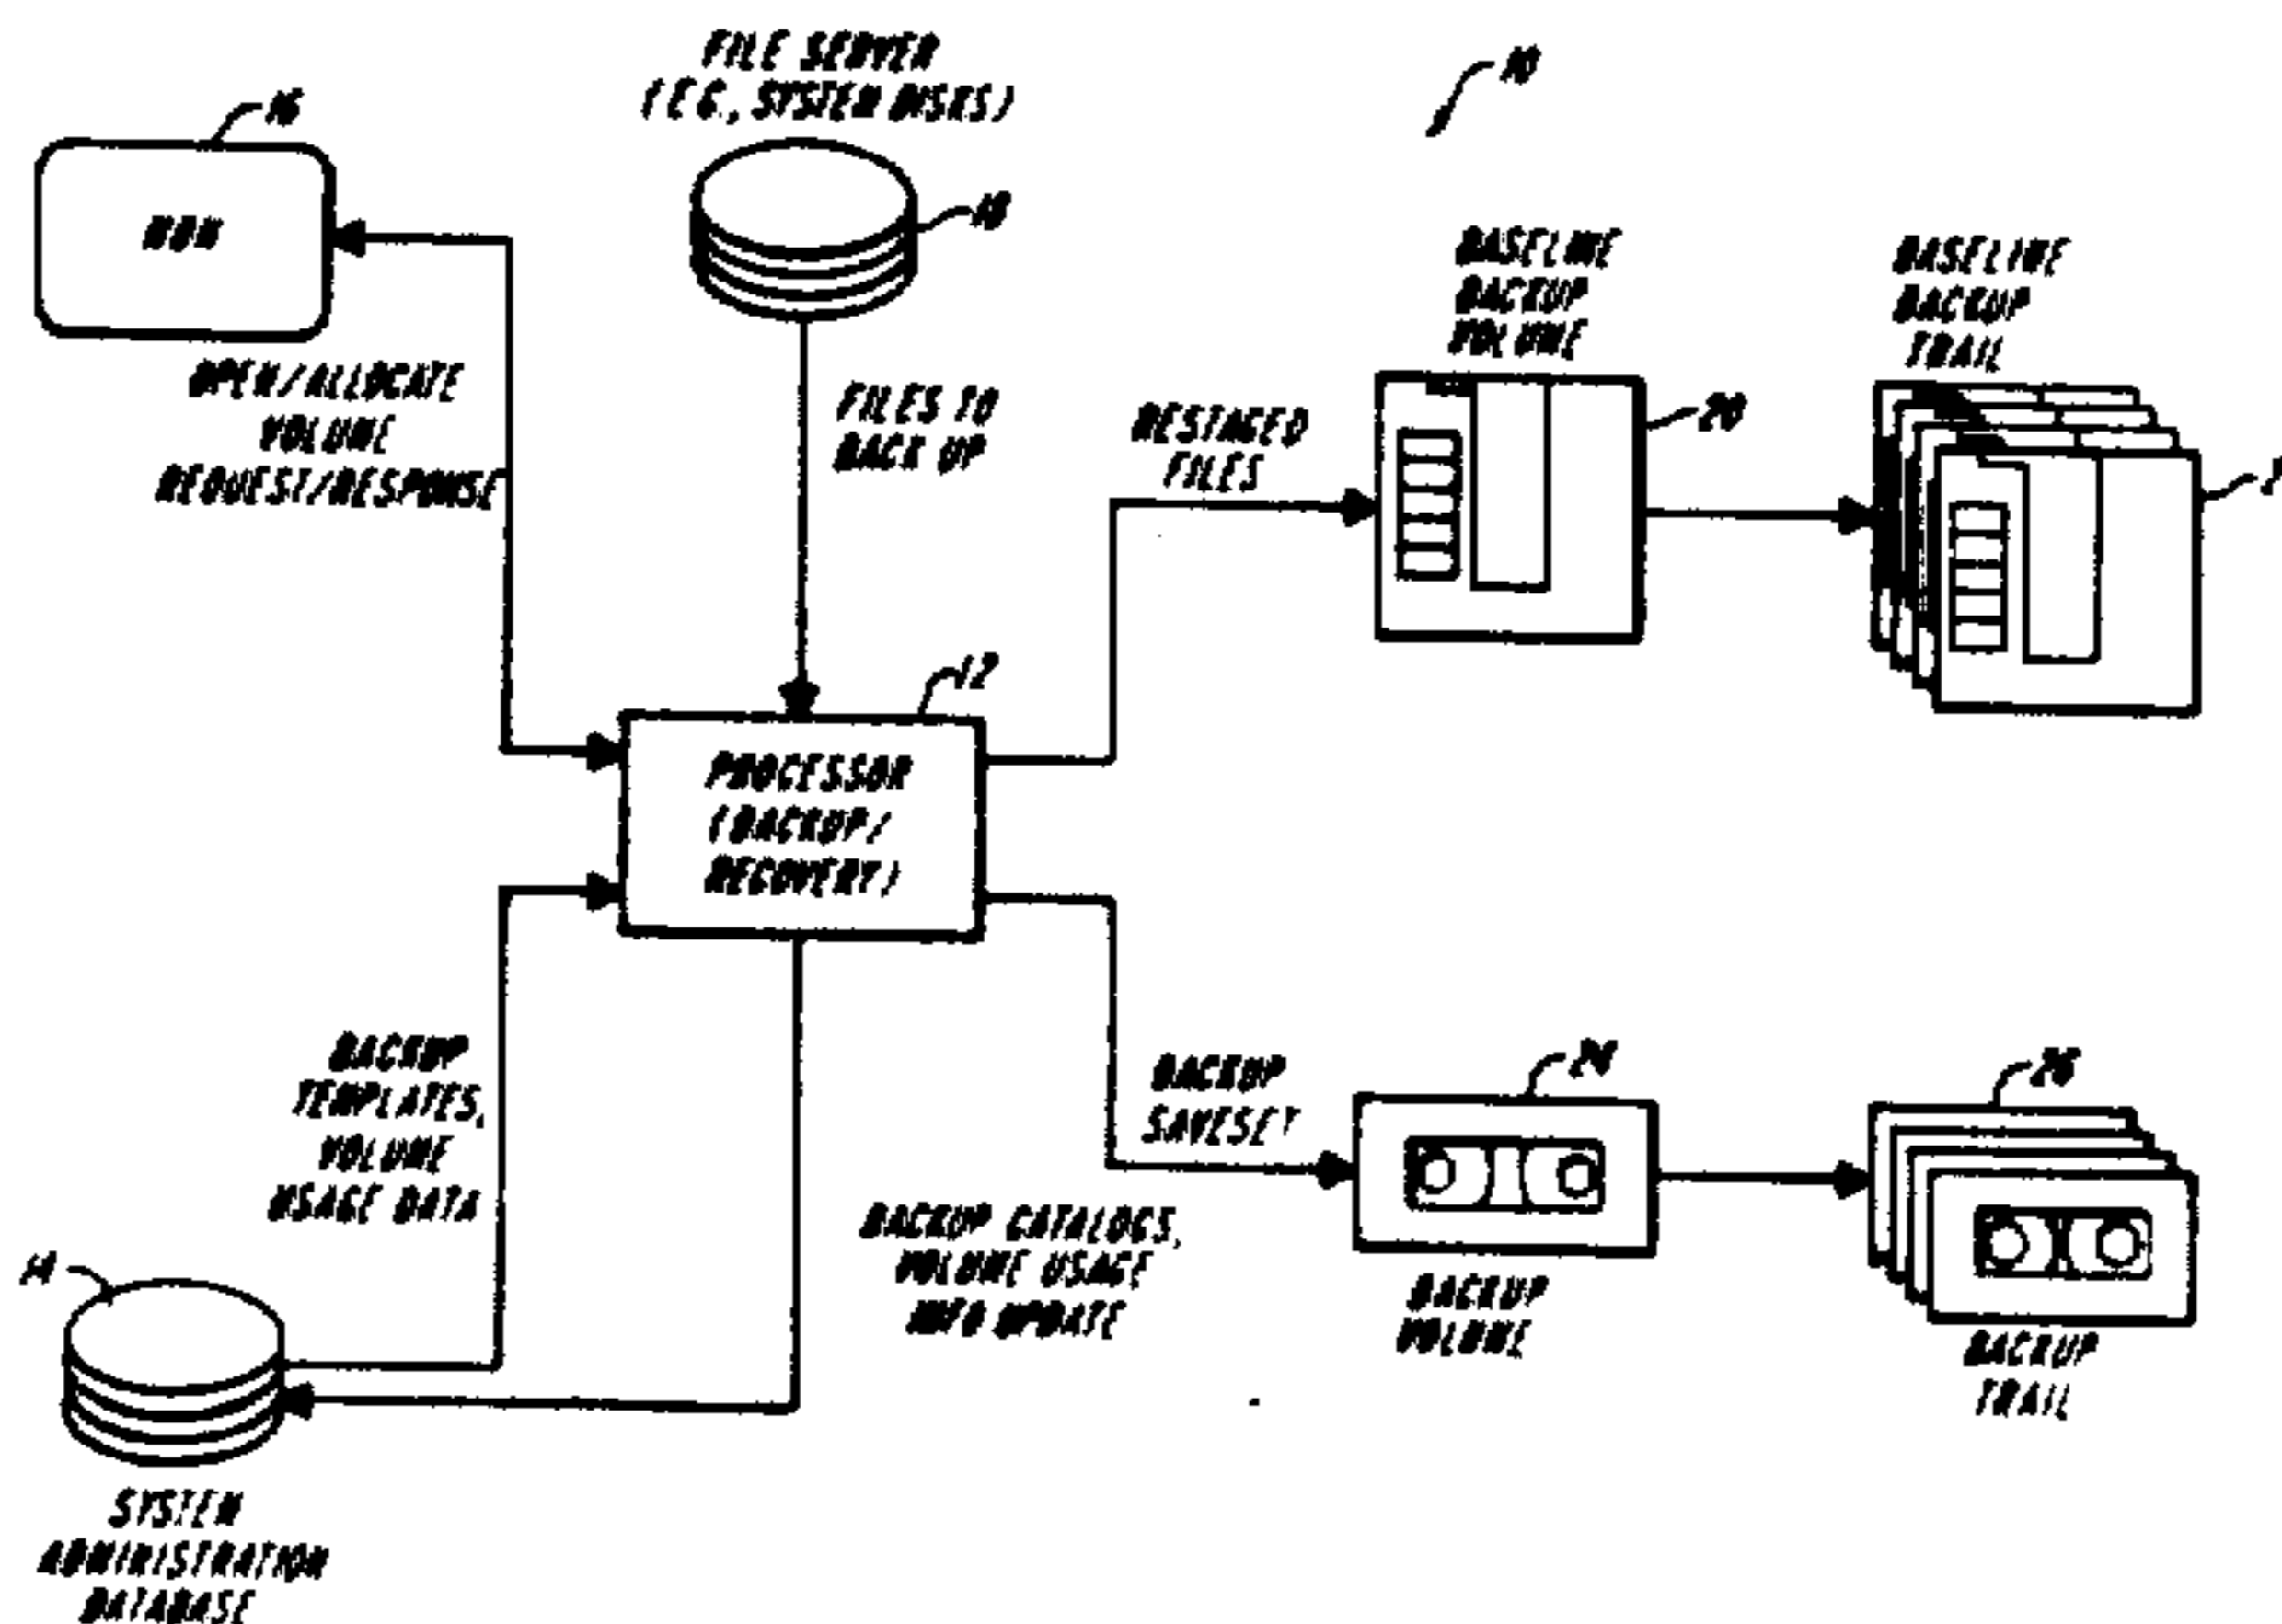 FILE SERVER
(E.G., SYSTEM DISKS)
10
16
18
BASELINE
BACKUP
VOLUME
BASELINE
BACKUP
TRAIL
OPEN/ALLOCATE
VOLUME
REQUEST/RESPONSE
FILES TO
BACK UP
RESTAGED
FILES
20
12
PROCESSOR
(BACKUP/
RECOVERY)
BACKUP
TEMPLATES,
VOLUME
USAGE DATA
BACKUP
SAVESET
24
26
BACKUP CATALOGS,
VOLUME USAGE
INFO UPDATE
BACKUP
VOLUME
BACKUP
TRAIL
14
SYSTEM
ADMINISTRATION
DATABASE